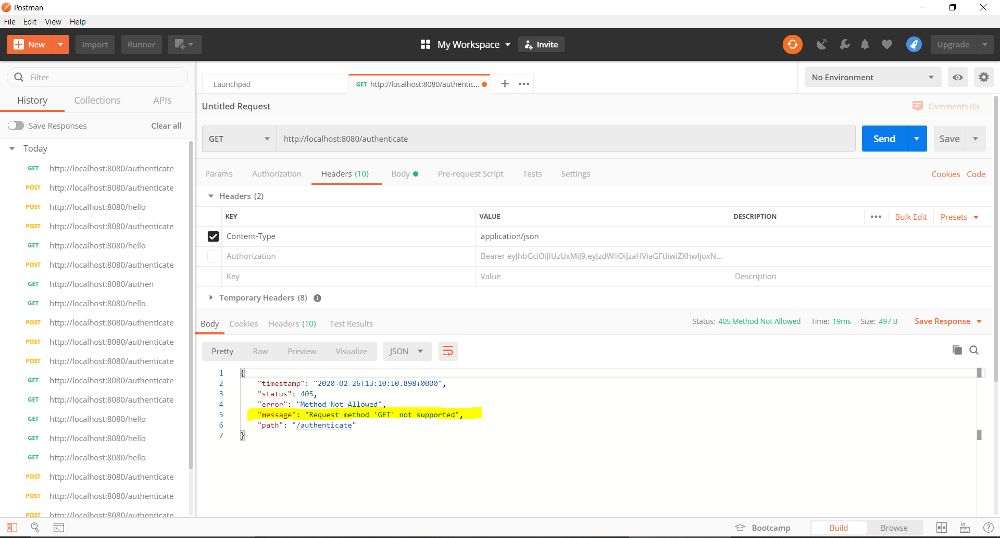 Postman
File Edit View Help
New Import Runner My Workspace Invite Upgrade
Filter
History Collections APIs
Save Responses Clear all
Today
GET http://localhost:8080/authenticate
POST http://localhost:8080/authenticate
POST http://localhost:8080/hello
POST http://localhost:8080/authenticate
GET http://localhost:8080/hello
POST http://localhost:8080/authenticate
GET http://localhost:8080/authen
GET http://localhost:8080/hello
POST http://localhost:8080/authenticate
POST http://localhost:8080/authenticate
POST http://localhost:8080/authenticate
GET http://localhost:8080/authenticate
GET http://localhost:8080/authenticate
GET http://localhost:8080/hello
GET http://localhost:8080/hello
GET http://localhost:8080/hello
POST http://localhost:8080/authenticate
POST http://localhost:8080/authenticate
POST http://localhost:8080/authenticate
Launchpad GET http://localhost:8080/authentic... No Environment
Untitled Request Comments (0)
GET http://localhost:8080/authenticate Send Save
Params Authorization Headers (10) Body Pre-request Script Tests Settings Cookies Code
Headers (2)
KEY VALUE DESCRIPTION Bulk Edit Presets
Content-Type application/json
Authorization Bearer eyJhbGciOiJIUzUxMiJ9.eyJzdWIiOiJzaHViaGFtIiwiZXhwIjoxN...
Key Value Description
Temporary Headers (8)
Body Cookies Headers (10) Test Results Status: 405 Method Not Allowed Time: 19ms Size: 497 B Save Response
Pretty Raw Preview Visualize JSON
1 {
2 "timestamp": "2020-02-26T13:10:10.898+0000",
3 "status": 405,
4 "error": "Method Not Allowed",
5 "message": "Request method 'GET' not supported",
6 "path": "/authenticate"
7 }
Bootcamp Build Browse